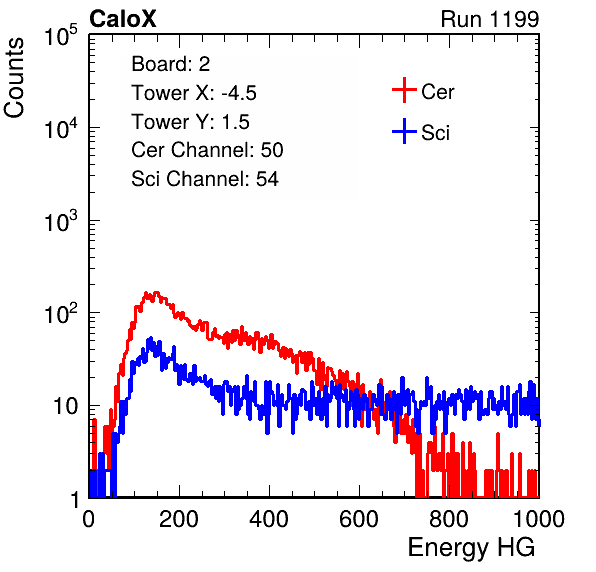 CaloX Run 1199
Counts
10^5
10^4
10^3
10^2
10
1
Board: 2
Tower X: -4.5
Tower Y: 1.5
Cer Channel: 50
Sci Channel: 54
Cer
Sci
0 200 400 600 800 1000
Energy HG